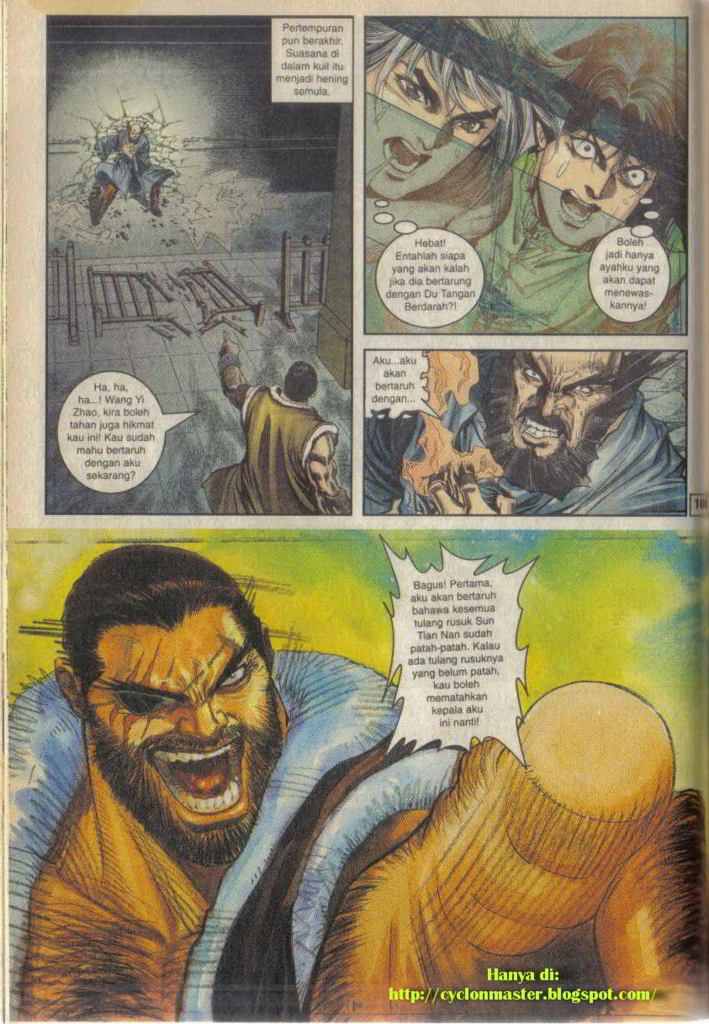 Pertempuran
pun berakhir.
Suasana di
dalam kuil itu
menjadi hening
semula.
Ha, ha,
ha...! Wang Yi
Zhao, kira boleh
tahan juga hikmat
kau ini! Kau sudah
mahu bertaruh
dengan aku
sekarang?
Hebat!
Entahlah siapa
yang akan kalah
jika dia bertarung
dengan Du Tangan
Berdarah?!
Boleh
jadi hanya
ayahku yang
akan dapat
menewas-
kannya!
Aku...aku
akan
bertaruh
dengan...
Bagus! Pertama,
aku akan bertaruh
bahawa kesemua
tulang rusuk Sun
Tian Nan sudah
patah-patah. Kalau
ada tulang rusuknya
yang belum patah,
kau boleh
mematahkan
kepala aku
ini nanti!
Hanya di:
http://cyclonmaster.blogspot.com/